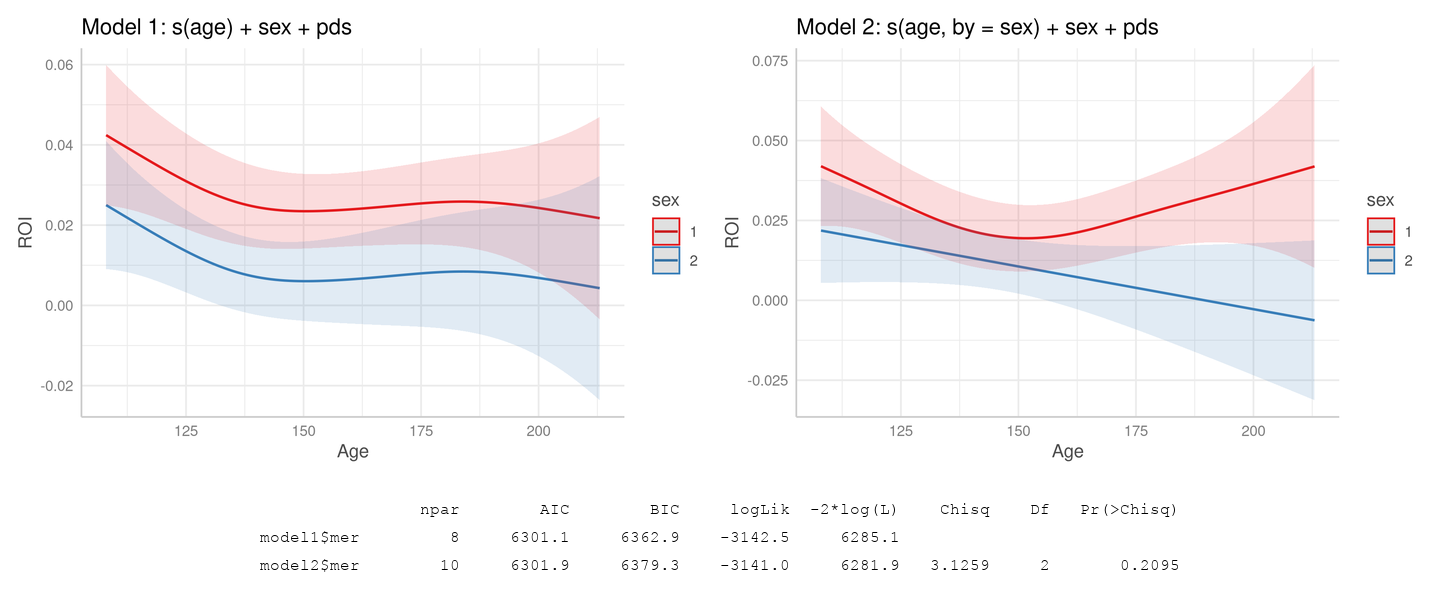 Model 1: s(age) + sex + pds
0.06
0.04
0.02
0.00
-0.02
ROI
125 150 175 200
Age
sex
1
2
Model 2: s(age, by = sex) + sex + pds
0.075
0.050
0.025
0.000
-0.025
ROI
125 150 175 200
Age
sex
1
2
npar AIC BIC logLik -2*log(L) Chisq Df Pr(>Chisq)
model1$mer 8 6301.1 6362.9 -3142.5 6285.1
model2$mer 10 6301.9 6379.3 -3141.0 6281.9 3.1259 2 0.2095